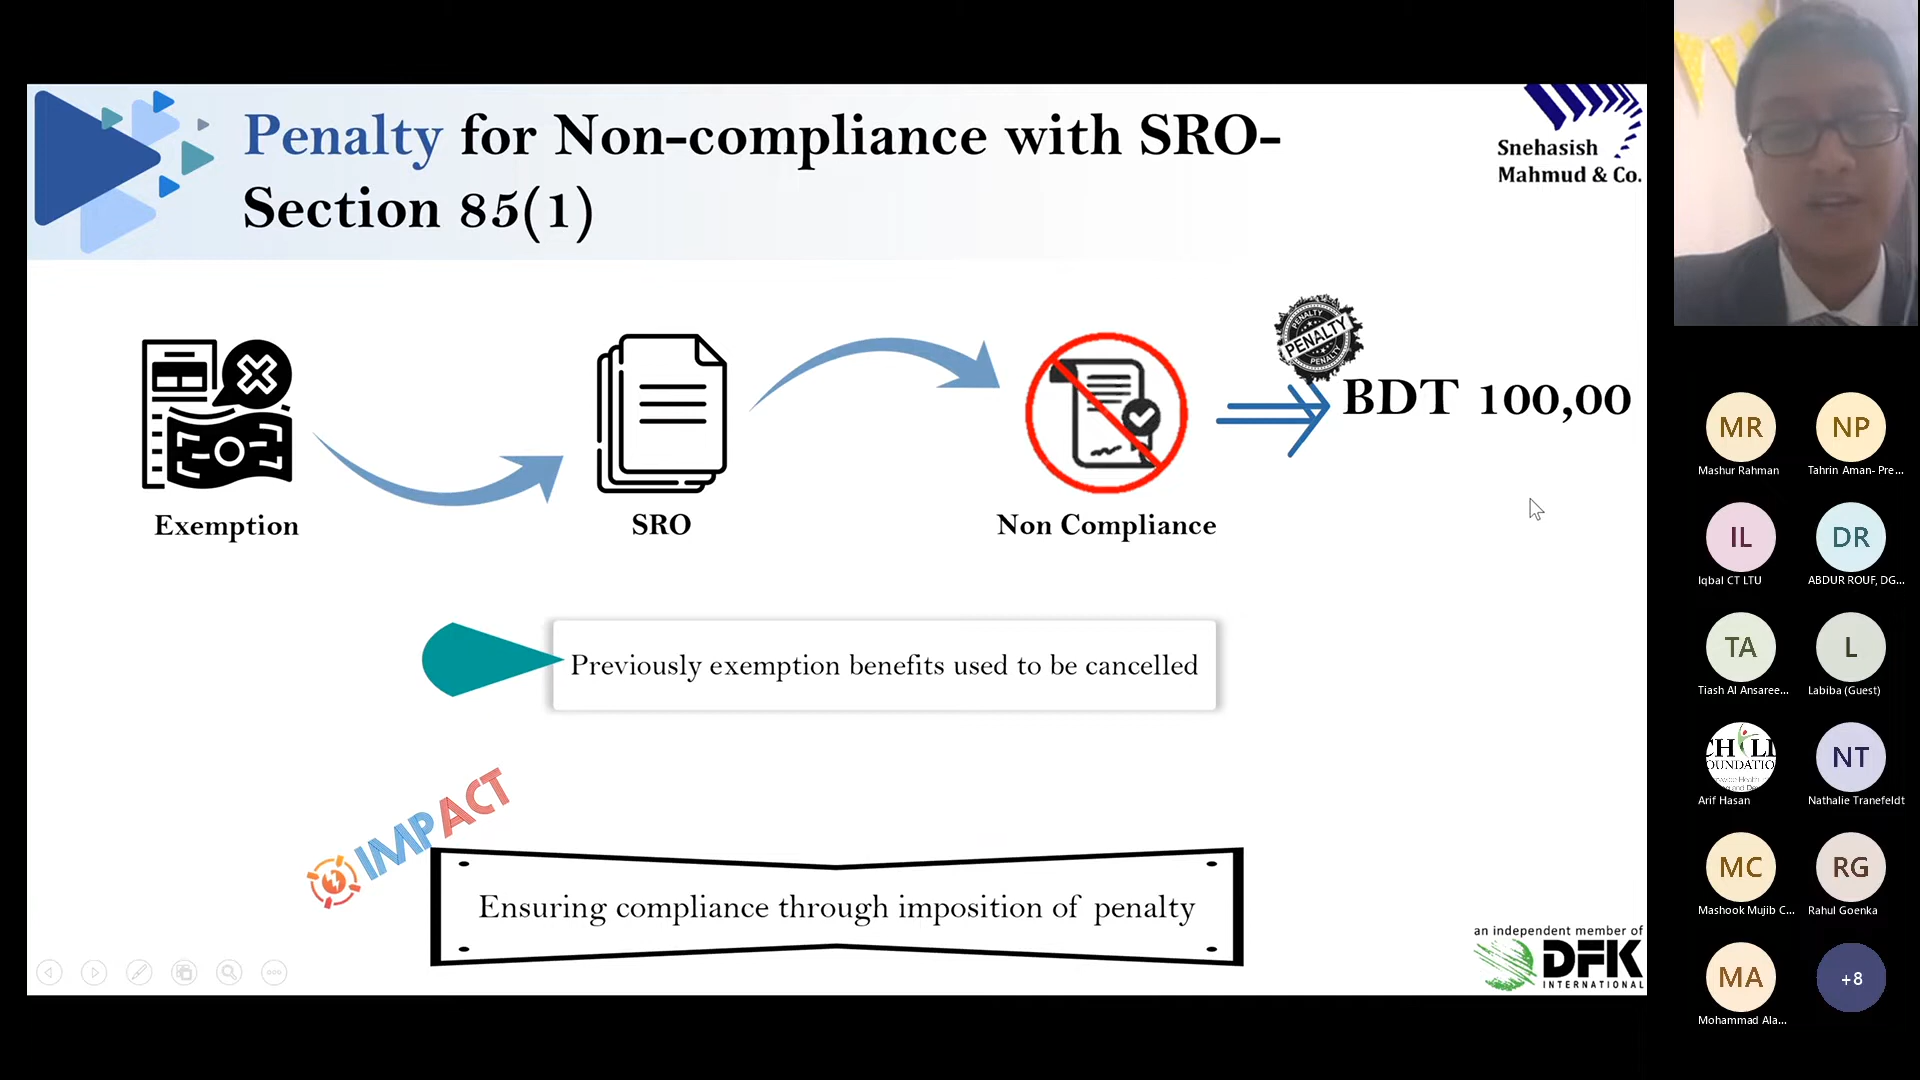 Penalty for Non-compliance with SRO-
Section 85(1)
Snehasish
Mahmud & Co.
PENALTY
PENALTY
PENALTY
BDT 100,00
Exemption
SRO
Non Compliance
Previously exemption benefits used to be cancelled
IMPACT
Ensuring compliance through imposition of penalty
an independent member of
DFK
INTERNATIONAL
MR
Mashur Rahman
NP
Tahrin Aman- Pre...
IL
Iqbal CT LTU
DR
ABDUR ROUF, DG...
TA
Tiash Al Ansaree...
L
Labiba (Guest)
Arif Hasan
NT
Nathalie Tranefeldt
MC
Mashook Mujib C...
RG
Rahul Goenka
MA
Mohammad Ala...
+8